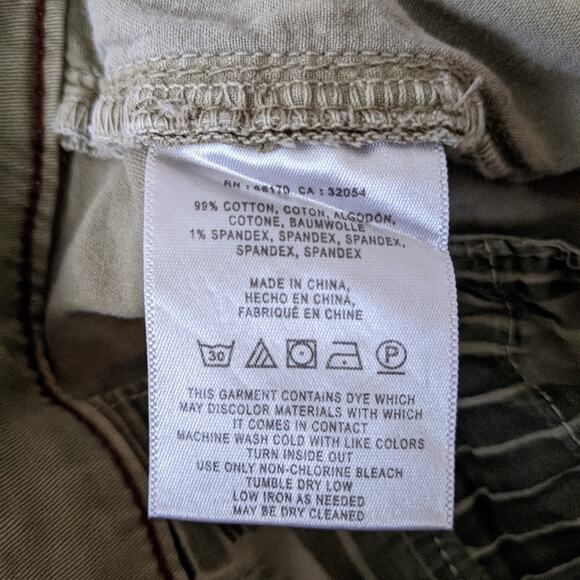 RN : 66170 CA : 32054
99% COTTON, COTON, ALGODÓN,
COTONE, BAUMWOLLE
1% SPANDEX, SPANDEX, SPANDEX,
SPANDEX, SPANDEX
MADE IN CHINA,
HECHO EN CHINA,
FABRIQUÉ EN CHINE
30 P
THIS GARMENT CONTAINS DYE WHICH
MAY DISCOLOR MATERIALS WITH WHICH
IT COMES IN CONTACT
MACHINE WASH COLD WITH LIKE COLORS
TURN INSIDE OUT
USE ONLY NON-CHLORINE BLEACH
TUMBLE DRY LOW
LOW IRON AS NEEDED
MAY BE DRY CLEANED